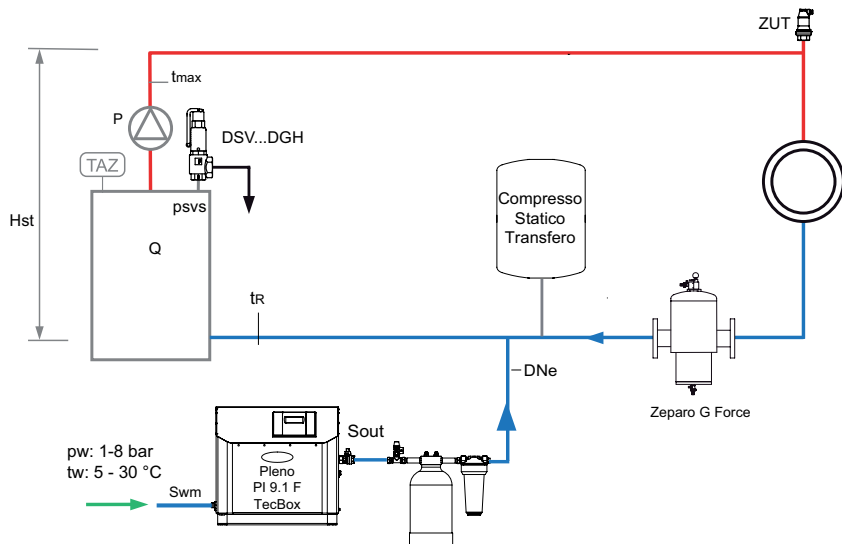 ZUT
tmax
P
DSV...DGH
TAZ
psvs
Hst
Q
Compresso
Statico
Transfero
tR
DNe
Zeparo G Force
Sout
pw: 1-8 bar
tw: 5 - 30 °C
Pleno
PI 9.1 F
TecBox
Swm